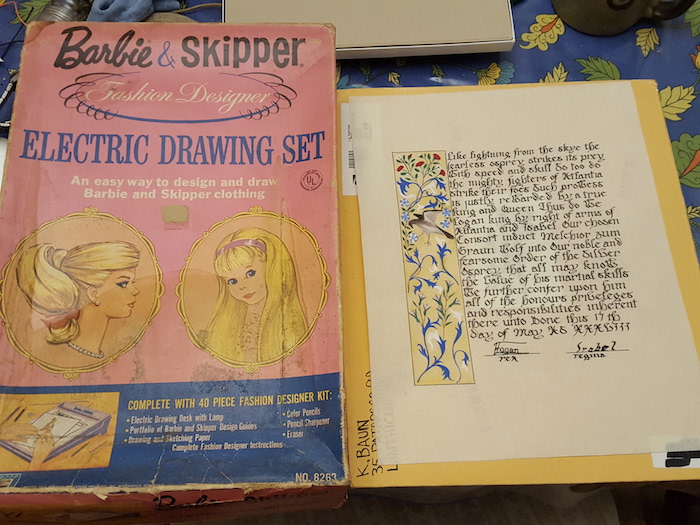 Barbie & Skipper
Fashion Designer
ELECTRIC DRAWING SET
An easy way to design and draw
Barbie and Skipper clothing
UL
COMPLETE WITH 40 PIECE FASHION DESIGNER KIT:
• Electric Drawing Desk with Lamp
• Portfolio of Barbie and Skipper Design Guides
• Drawing and Sketching Paper
• Color Pencils
• Pencil Sharpener
• Eraser
Complete Fashion Designer Instructions
NO. 8263
Barbie
Like lightning from the skye the
fearless osprey strikes its prey
With speed and skill So too do
the mighty fighters of Atlantia
strike their foes Such prowess
is justly rewarded by a true
King and Queen Thus do We
Logan king by right of arms of
Atlantia and Isabel our chosen
Consort induct Melchior zum
Graun Wolf into our noble and
fearsome Order of the Silver
Osprey that all may know
the value of his martial skills
We further confer upon him
all of the honours privileges
and responsibilities inherent
there unto Done this 17th
day of May AS
rex
regina
K. BAUN
35